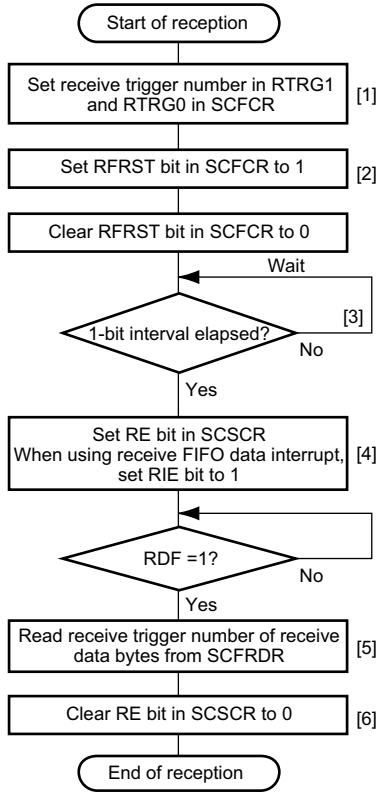 Start of reception
Set receive trigger number in RTRG1
and RTRG0 in SCFCR
[1]
Set RFRST bit in SCFCR to 1
[2]
Clear RFRST bit in SCFCR to 0
Wait
1-bit interval elapsed?
[3]
No
Yes
Set RE bit in SCSCR
When using receive FIFO data interrupt,
set RIE bit to 1
[4]
RDF =1?
No
Yes
Read receive trigger number of receive
data bytes from SCFRDR
[5]
Clear RE bit in SCSCR to 0
[6]
End of reception